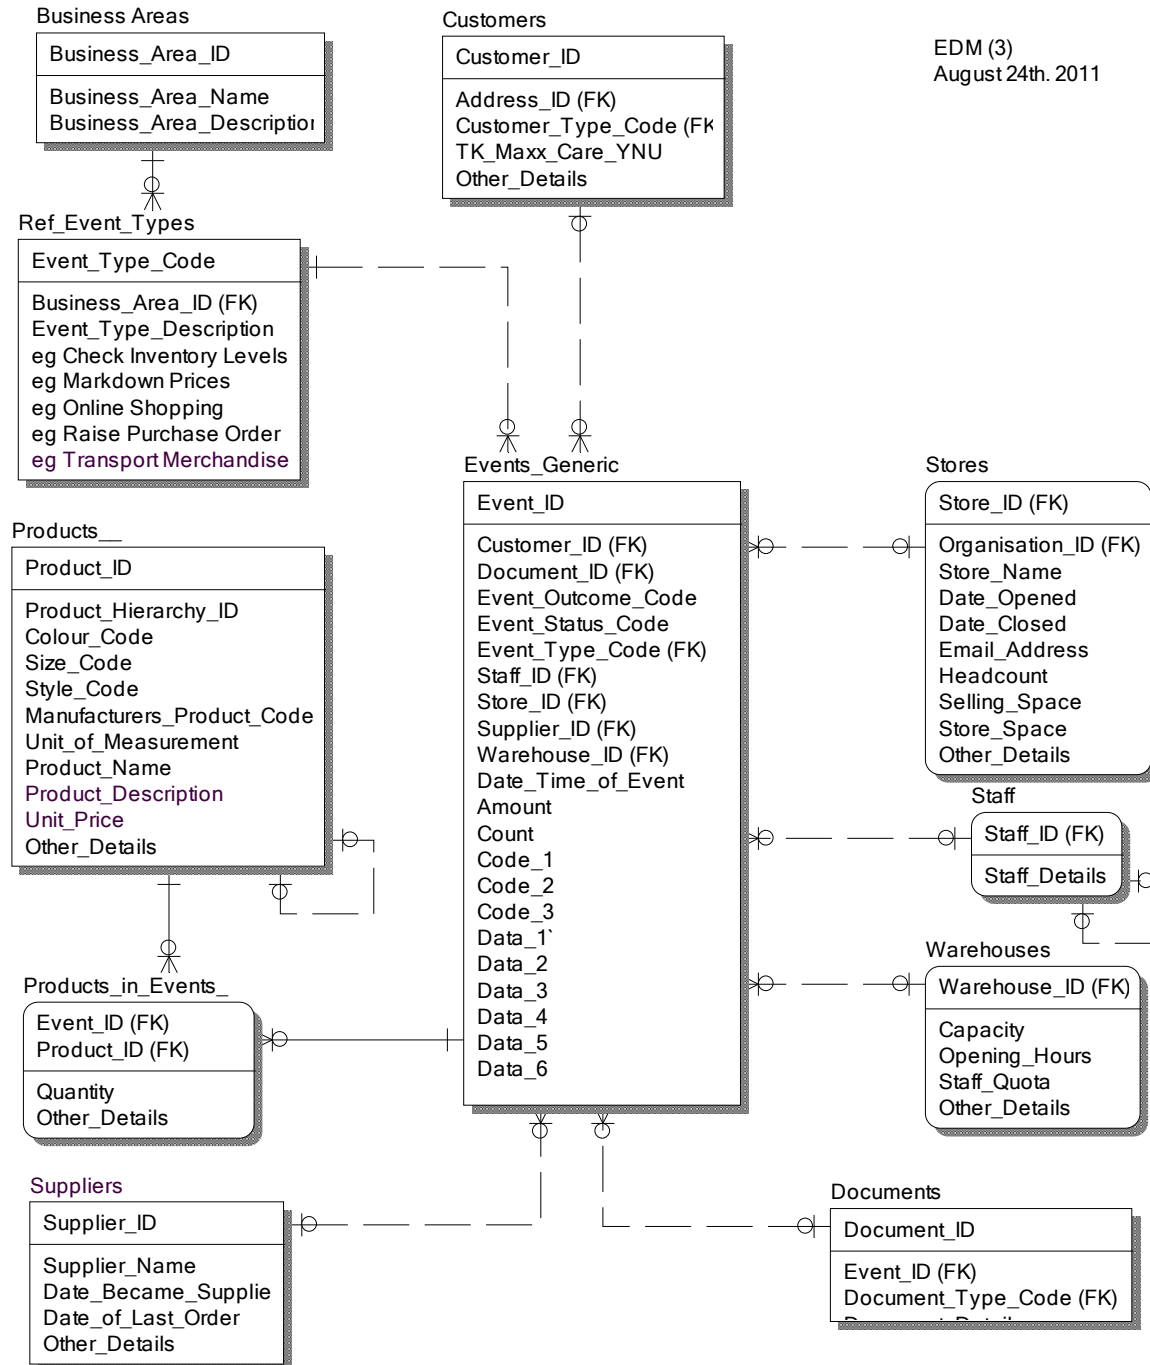 Business Areas
Business_Area_ID
Business_Area_Name
Business_Area_Description
Customers
Customer_ID
Address_ID (FK)
Customer_Type_Code (FK
TK_Maxx_Care_YNU
Other_Details
EDM (3)
August 24th. 2011
Ref_Event_Types
Event_Type_Code
Business_Area_ID (FK)
Event_Type_Description
eg Check Inventory Levels
eg Markdown Prices
eg Online Shopping
eg Raise Purchase Order
eg Transport Merchandise
Products__
Product_ID
Product_Hierarchy_ID
Colour_Code
Size_Code
Style_Code
Manufacturers_Product_Code
Unit_of_Measurement
Product_Name
Product_Description
Unit_Price
Other_Details
Events_Generic
Event_ID
Customer_ID (FK)
Document_ID (FK)
Event_Outcome_Code
Event_Status_Code
Event_Type_Code (FK)
Staff_ID (FK)
Store_ID (FK)
Supplier_ID (FK)
Warehouse_ID (FK)
Date_Time_of_Event
Amount
Count
Code_1
Code_2
Code_3
Data_1`
Data_2
Data_3
Data_4
Data_5
Data_6
Stores
Store_ID (FK)
Organisation_ID (FK)
Store_Name
Date_Opened
Date_Closed
Email_Address
Headcount
Selling_Space
Store_Space
Other_Details
Staff
Staff_ID (FK)
Staff_Details
Warehouses
Warehouse_ID (FK)
Capacity
Opening_Hours
Staff_Quota
Other_Details
Products_in_Events_
Event_ID (FK)
Product_ID (FK)
Quantity
Other_Details
Suppliers
Supplier_ID
Supplier_Name
Date_Became_Supplie
Date_of_Last_Order
Other_Details
Documents
Document_ID
Event_ID (FK)
Document_Type_Code (FK)